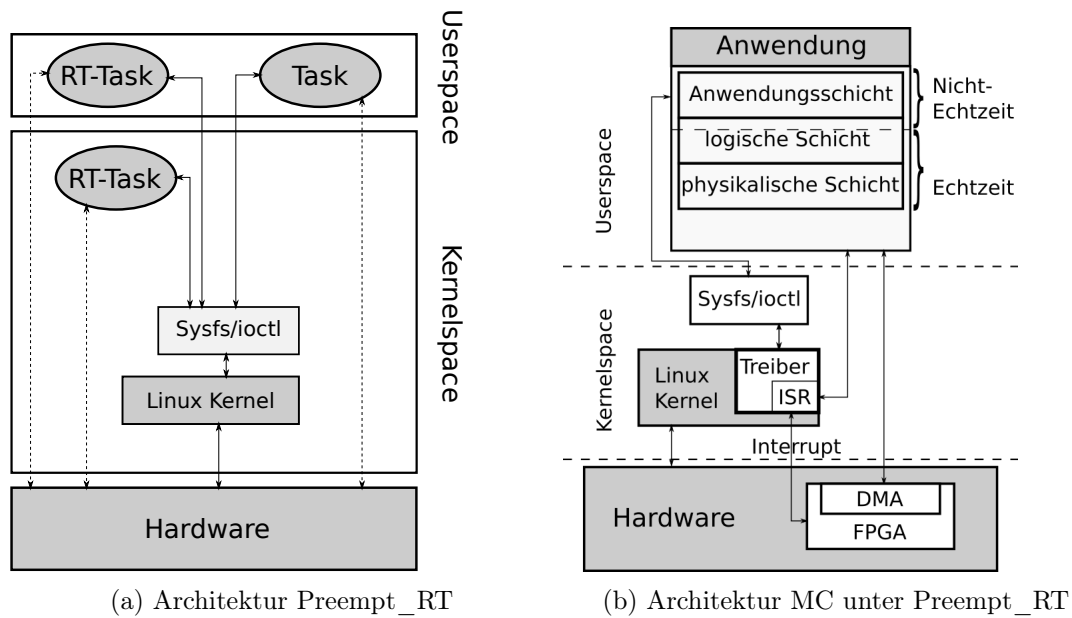 Userspace
RT-Task
Task
RT-Task
Kernelspace
Sysfs/ioctl
Linux Kernel
Hardware
(a) Architektur Preempt_RT
Anwendung
Anwendungsschicht
Nicht-
Echtzeit
logische Schicht
physikalische Schicht
Echtzeit
Userspace
Sysfs/ioctl
Kernelspace
Treiber
Linux
Kernel
ISR
Interrupt
DMA
Hardware
FPGA
(b) Architektur MC unter Preempt_RT